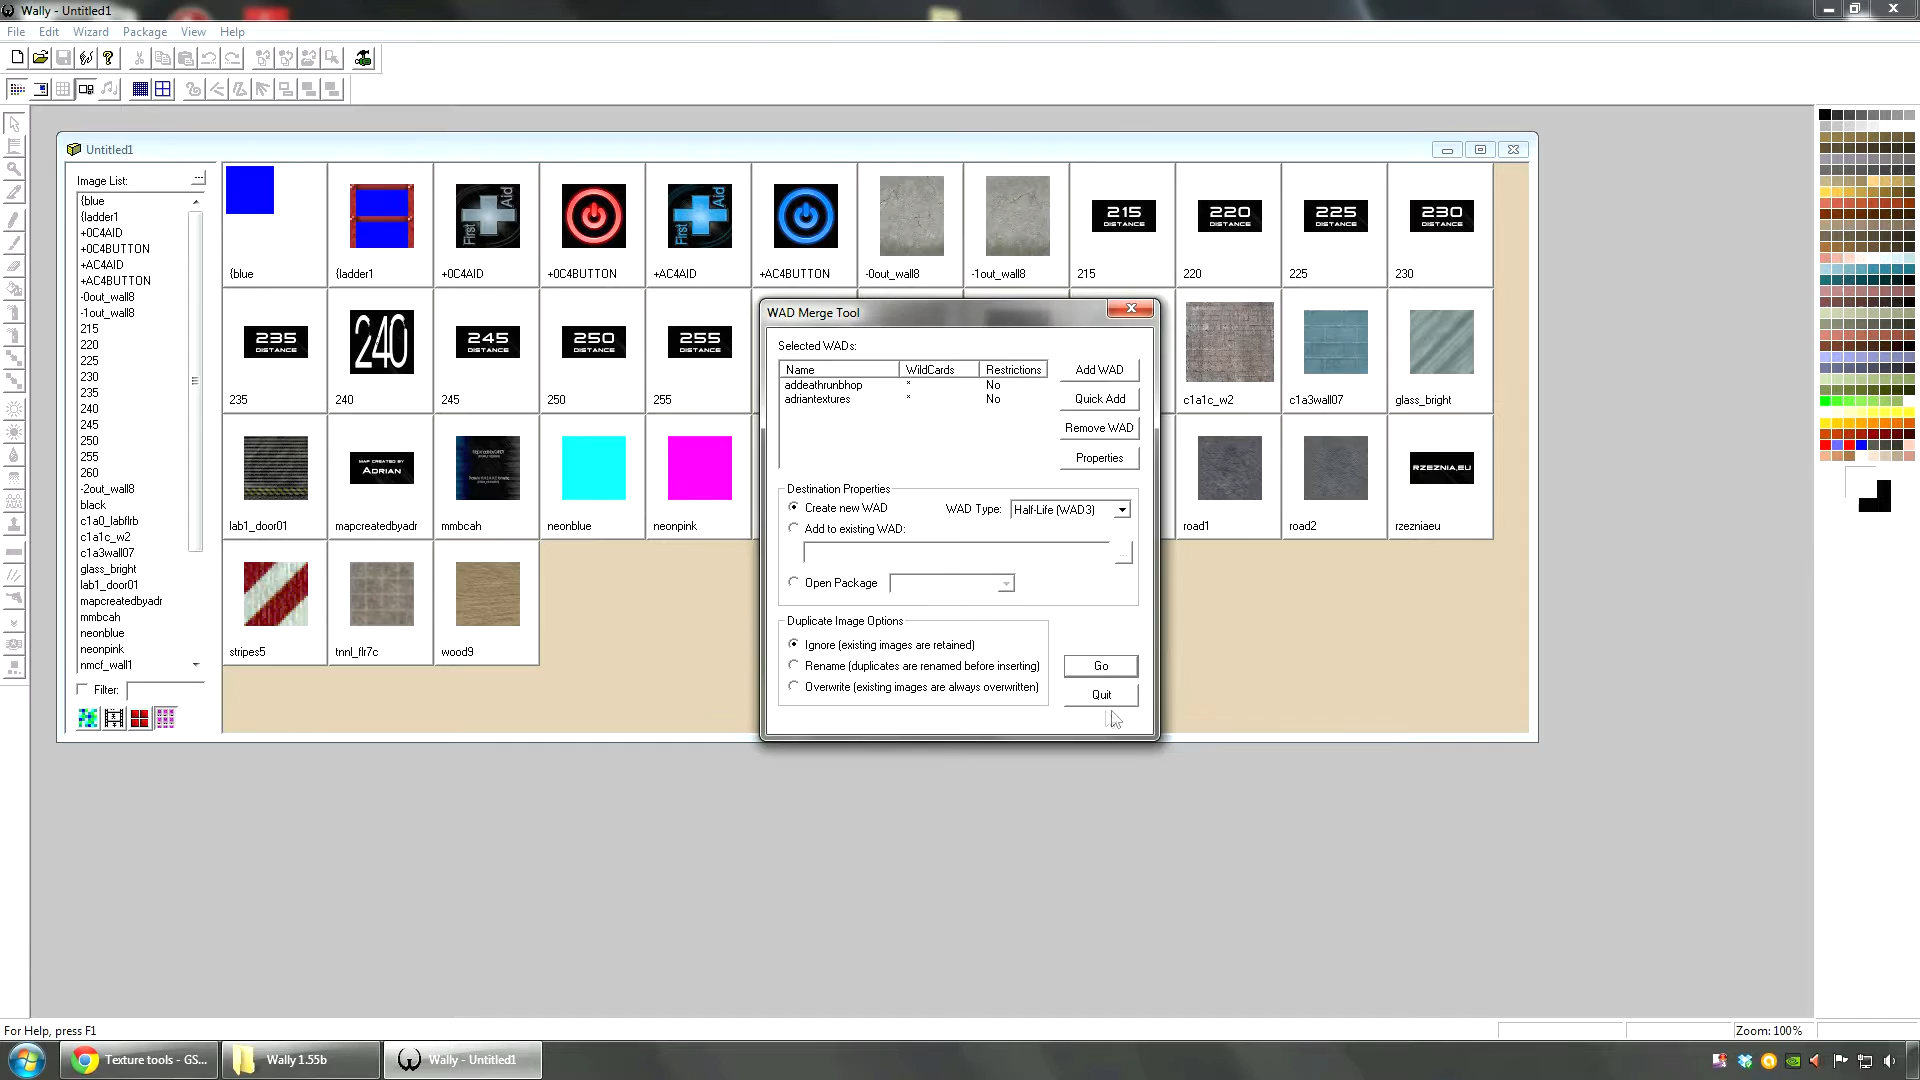 Wally - Untitled1
File Edit Wizard Package View Help
Untitled1
Image List: ...
{blue
{ladder1
+0C4AID
+0C4BUTTON
+AC4AID
+AC4BUTTON
-0out_wall8
-1out_wall8
215
220
225
230
235
240
245
250
255
260
-2out_wall8
black
c1a0_labflrb
c1a1c_w2
c1a3wall07
glass_bright
lab1_door01
mapcreatedbyadr
mmbcah
neonblue
neonpink
nmcf_wall1
Filter:
First Aid
First Aid
215 DISTANCE
220 DISTANCE
225 DISTANCE
230 DISTANCE
{blue {ladder1 +0C4AID +0C4BUTTON +AC4AID +AC4BUTTON -0out_wall8 -1out_wall8 215 220 225 230
235 DISTANCE
240
245 DISTANCE
250 DISTANCE
255 DISTANCE
235 240 245 250 255 c1a1c_w2 c1a3wall07 glass_bright
MAP CREATED BY
ADRIAN
RZEZNIA.EU
lab1_door01 mapcreatedbyadr mmbcah neonblue neonpink road1 road2 rzezniaeu
stripes5 tnnl_flr7c wood9
WAD Merge Tool
Selected WADs:
Name WildCards Restrictions
addeathrunbhop * No
adriantextures * No
Add WAD
Quick Add
Remove WAD
Properties
Destination Properties
Create new WAD WAD Type: Half-Life (WAD3)
Add to existing WAD:
...
Open Package
Duplicate Image Options
Ignore (existing images are retained)
Rename (duplicates are renamed before inserting)
Overwrite (existing images are always overwritten)
Go
Quit
For Help, press F1
Zoom: 100%
Texture tools - GS...
Wally 1.55b
Wally - Untitled1